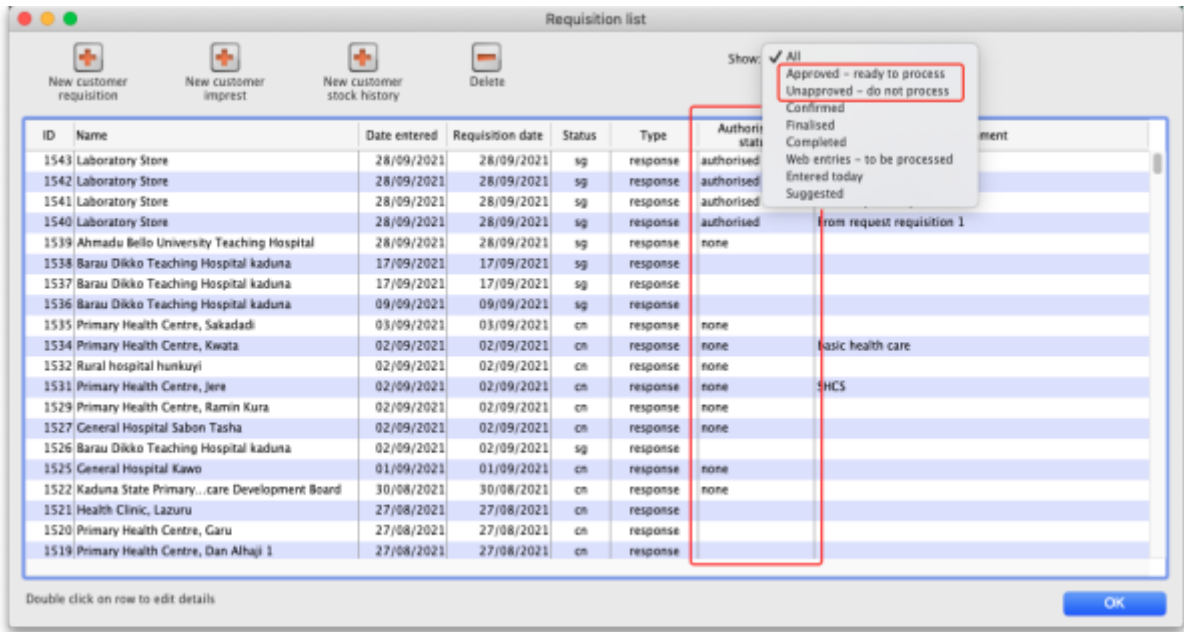 Requisition list
New customer requisition
New customer imprest
New customer stock history
Delete
Show: ✓ All
Approved – ready to process
Unapproved – do not process
Confirmed
Finalised
Completed
Web entries – to be processed
Entered today
Suggested
ID Name Date entered Requisition date Status Type
1543 Laboratory Store 28/09/2021 28/09/2021 sg response authorised
1542 Laboratory Store 28/09/2021 28/09/2021 sg response authorised
1541 Laboratory Store 28/09/2021 28/09/2021 sg response authorised
1540 Laboratory Store 28/09/2021 28/09/2021 sg response authorised From request requisition 1
1539 Ahmadu Bello University Teaching Hospital 28/09/2021 28/09/2021 sg response none
1538 Barau Dikko Teaching Hospital kaduna 17/09/2021 17/09/2021 sg response
1537 Barau Dikko Teaching Hospital kaduna 17/09/2021 17/09/2021 sg response
1536 Barau Dikko Teaching Hospital kaduna 09/09/2021 09/09/2021 sg response
1535 Primary Health Centre, Sakadadi 03/09/2021 03/09/2021 cn response none
1534 Primary Health Centre, Kwata 02/09/2021 02/09/2021 cn response none basic health care
1532 Rural hospital hunkuyi 02/09/2021 02/09/2021 cn response none
1531 Primary Health Centre, Jere 02/09/2021 02/09/2021 cn response none SHCS
1529 Primary Health Centre, Ramin Kura 02/09/2021 02/09/2021 cn response none
1527 General Hospital Sabon Tasha 02/09/2021 02/09/2021 cn response none
1526 Barau Dikko Teaching Hospital kaduna 02/09/2021 02/09/2021 sg response
1525 General Hospital Kawo 01/09/2021 01/09/2021 cn response none
1522 Kaduna State Primary...care Development Board 30/08/2021 30/08/2021 cn response none
1521 Health Clinic, Lazuru 27/08/2021 27/08/2021 cn response
1520 Primary Health Centre, Garu 27/08/2021 27/08/2021 cn response
1519 Primary Health Centre, Dan Alhaji 1 27/08/2021 27/08/2021 cn response
Double click on row to edit details
OK